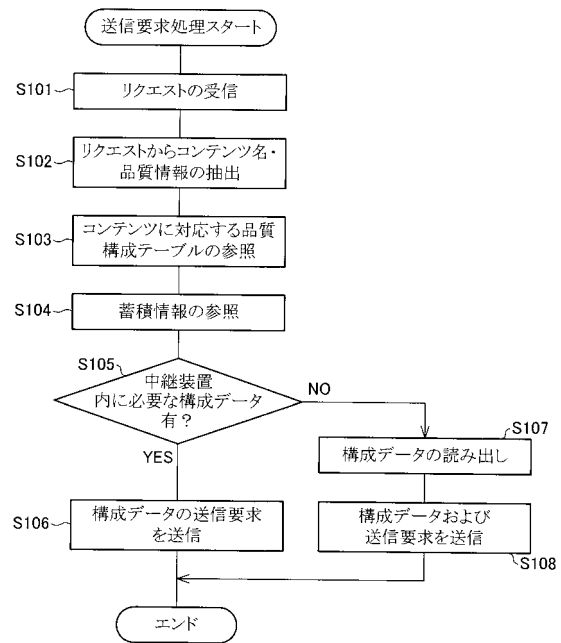 送信要求処理スタート
S101
リクエストの受信
S102
リクエストからコンテンツ名・
品質情報の抽出
S103
コンテンツに対応する品質
構成テーブルの参照
S104
蓄積情報の参照
S105
中継装置
内に必要な構成データ
有？
NO
YES
S107
構成データの読み出し
S106
構成データの送信要求
を送信
構成データおよび
送信要求を送信
S108
エンド